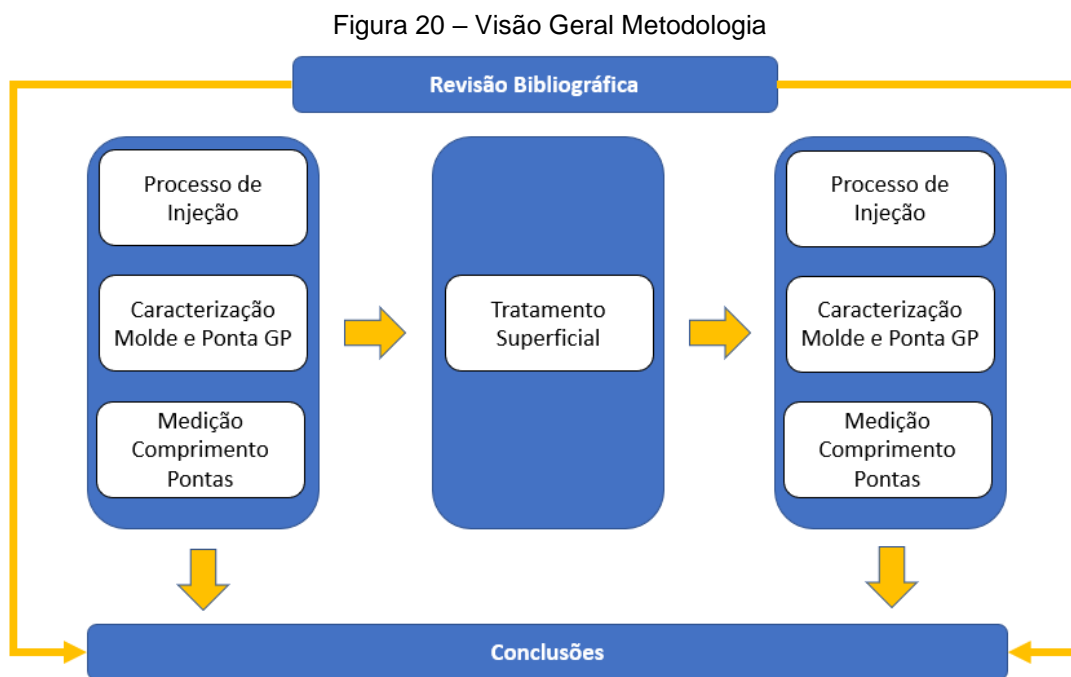 Figura 20 – Visão Geral Metodologia
Revisão Bibliográfica
Processo de
Injeção
Caracterização
Molde e Ponta GP
Medição
Comprimento
Pontas
Tratamento
Superficial
Processo de
Injeção
Caracterização
Molde e Ponta GP
Medição
Comprimento
Pontas
Conclusões